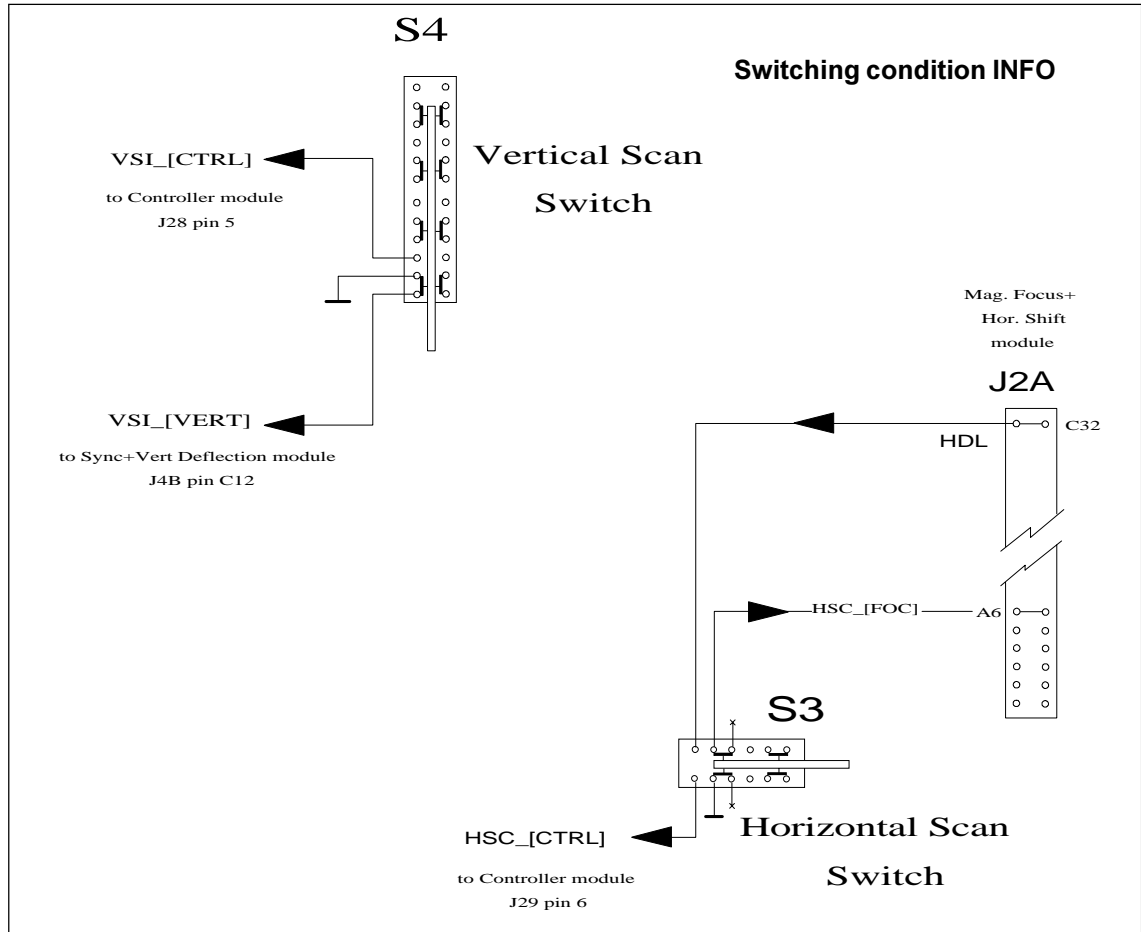 S4
Switching condition INFO
Vertical Scan
Switch
VSI_[CTRL]
to Controller module
J28 pin 5
Mag. Focus+
Hor. Shift
module
J2A
C32
HDL
VSI_[VERT]
to Sync+Vert Deflection module
J4B pin C12
HSC_[FOC]
A6
S3
Horizontal Scan
Switch
HSC_[CTRL]
to Controller module
J29 pin 6